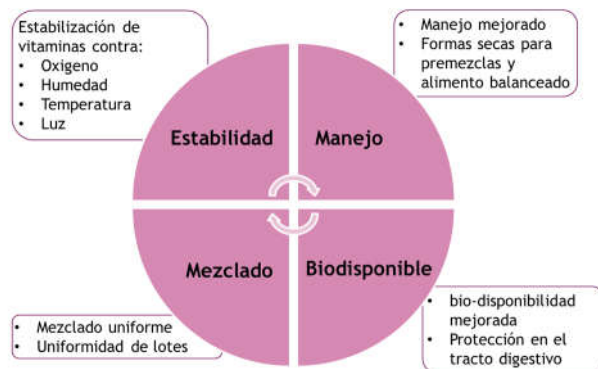 Estabilización de
vitaminas contra:
• Oxigeno
• Humedad
• Temperatura
• Luz
• Manejo mejorado
• Formas secas para
premezclas y
alimento balanceado
Estabilidad
Manejo
Mezclado
Biodisponible
• Mezclado uniforme
• Uniformidad de lotes
• bio-disponibilidad
mejorada
• Protección en el
tracto digestivo